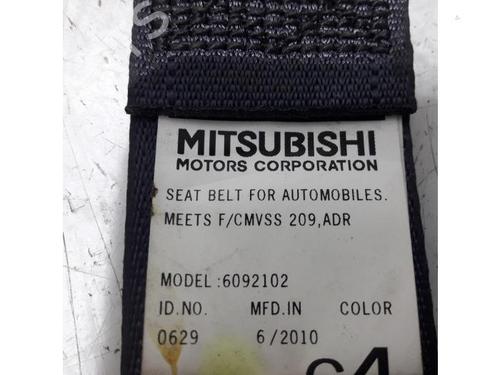 MITSUBISHI
MOTORS CORPORATION
SEAT BELT FOR AUTOMOBILES.
MEETS F/CMVSS 209,ADR
MODEL :6092102
ID.NO. MFD.IN COLOR
0629 6/2010